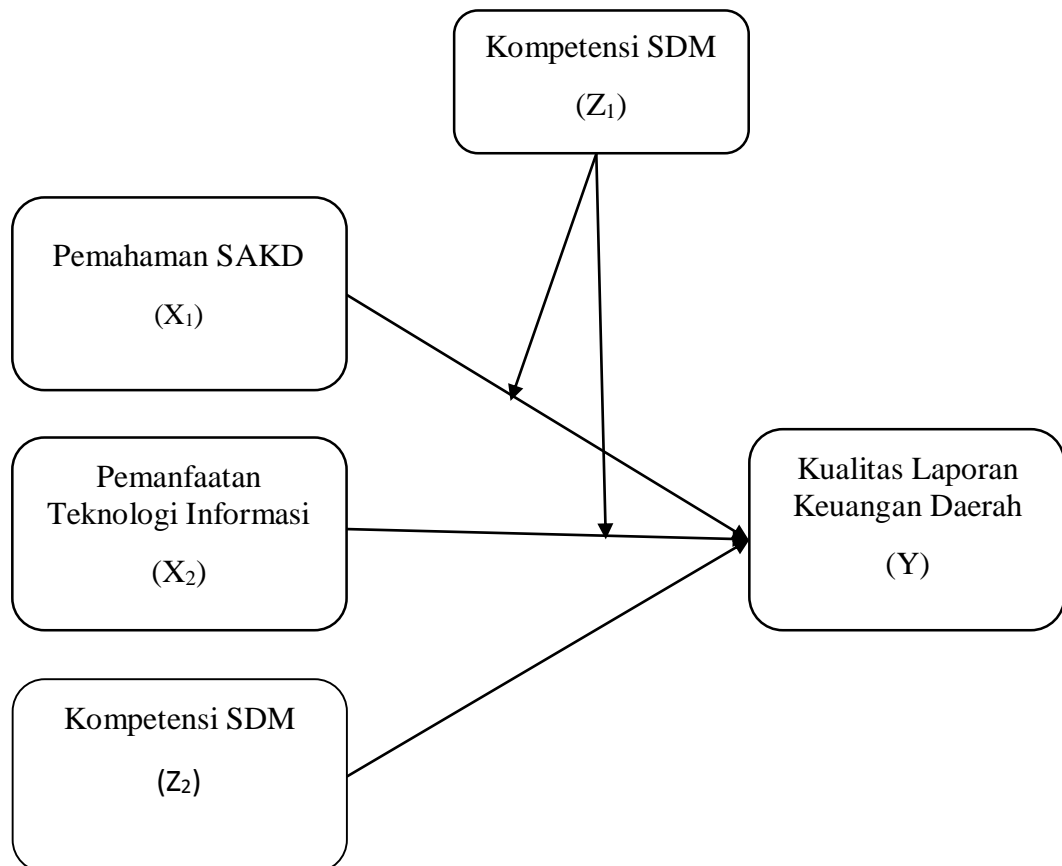 Kompetensi SDM
(Z₁)
Pemahaman SAKD
(X₁)
Pemanfaatan
Teknologi Informasi
(X₂)
Kualitas Laporan
Keuangan Daerah
(Y)
Kompetensi SDM
(Z₂)